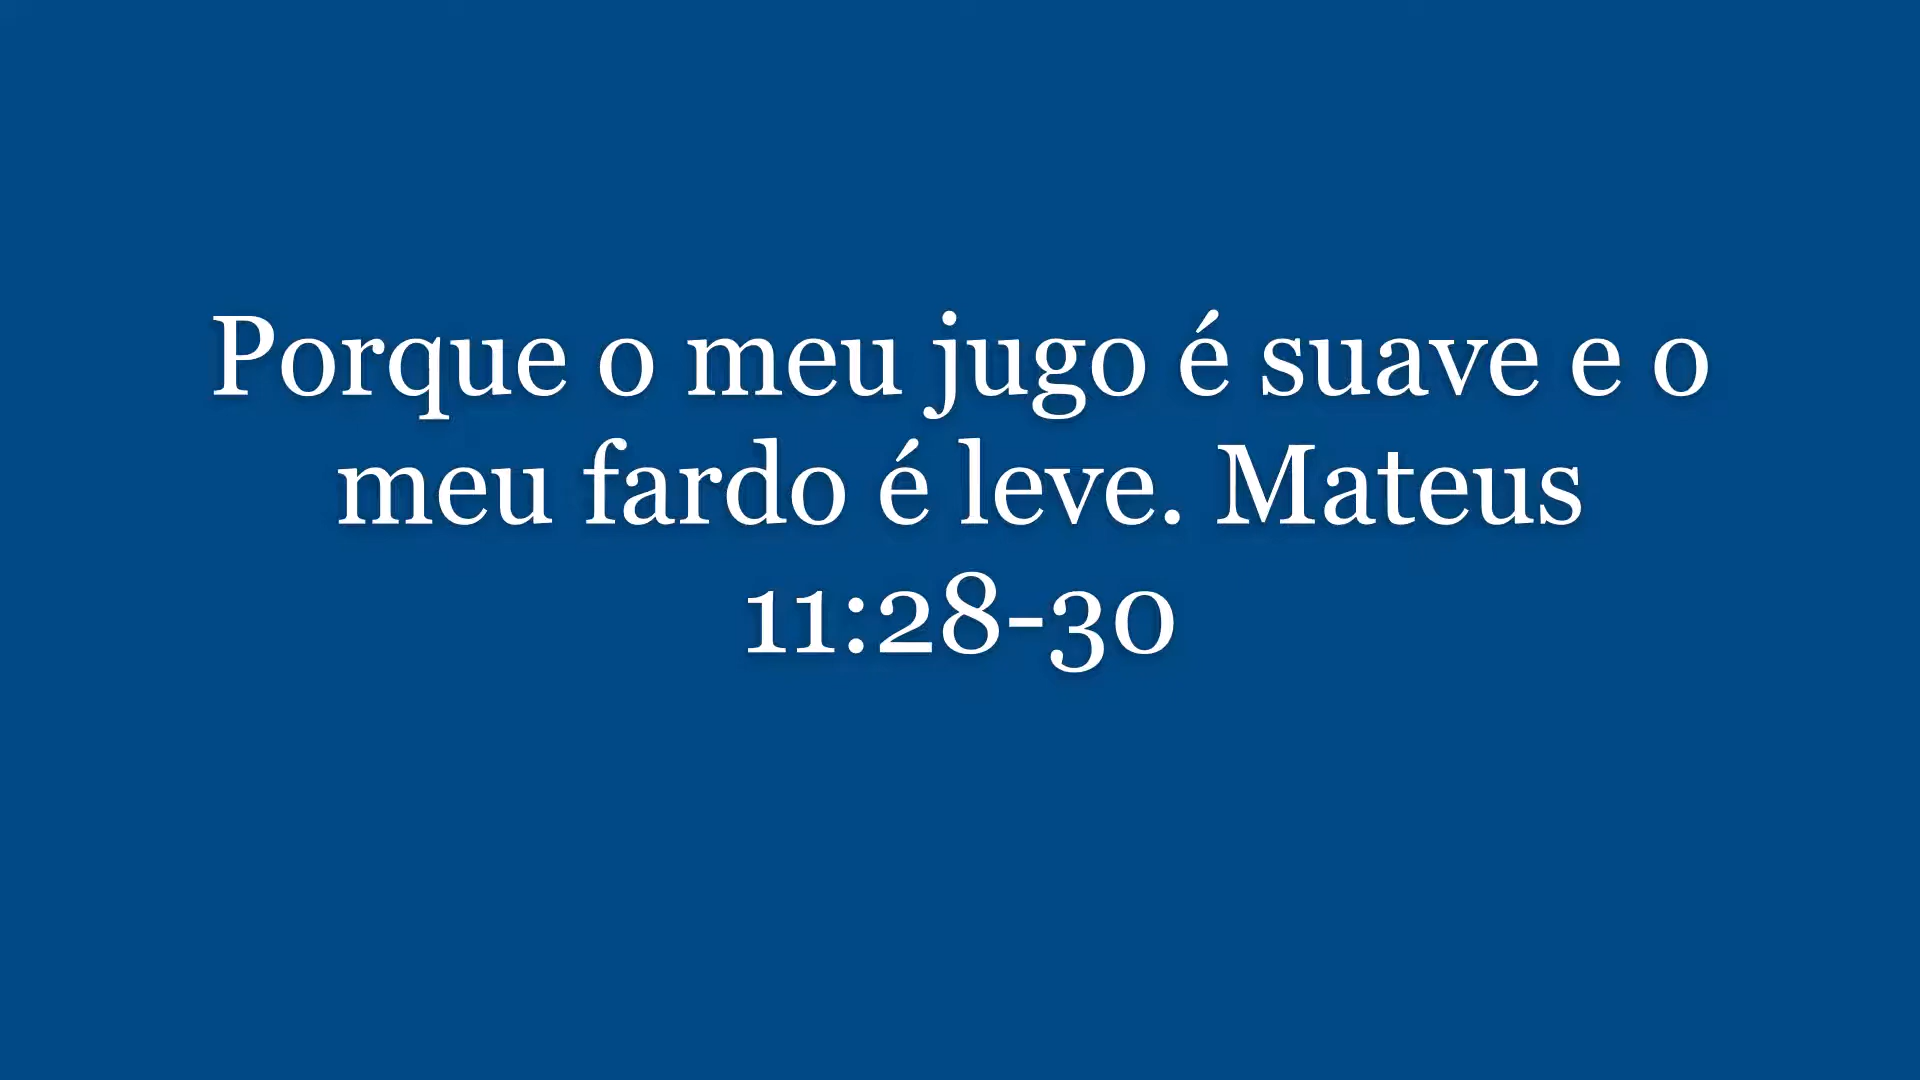 Porque o meu jugo é suave e o
meu fardo é leve. Mateus
11:28-30